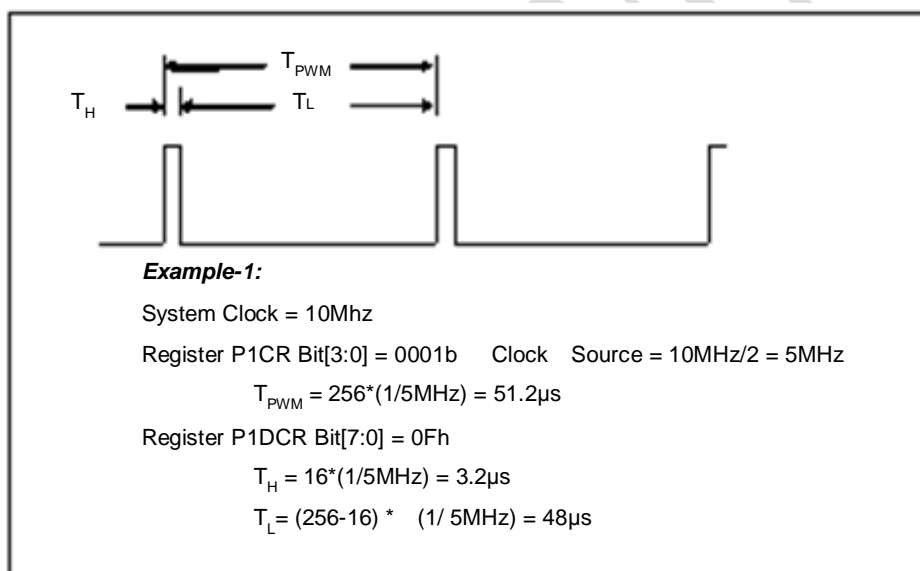 T_PWM
T_H T_L
Example-1:
System Clock = 10Mhz
Register P1CR Bit[3:0] = 0001b Clock Source = 10MHz/2 = 5MHz
T_PWM = 256*(1/5MHz) = 51.2µs
Register P1DCR Bit[7:0] = 0Fh
T_H = 16*(1/5MHz) = 3.2µs
T_L= (256-16) * (1/ 5MHz) = 48µs